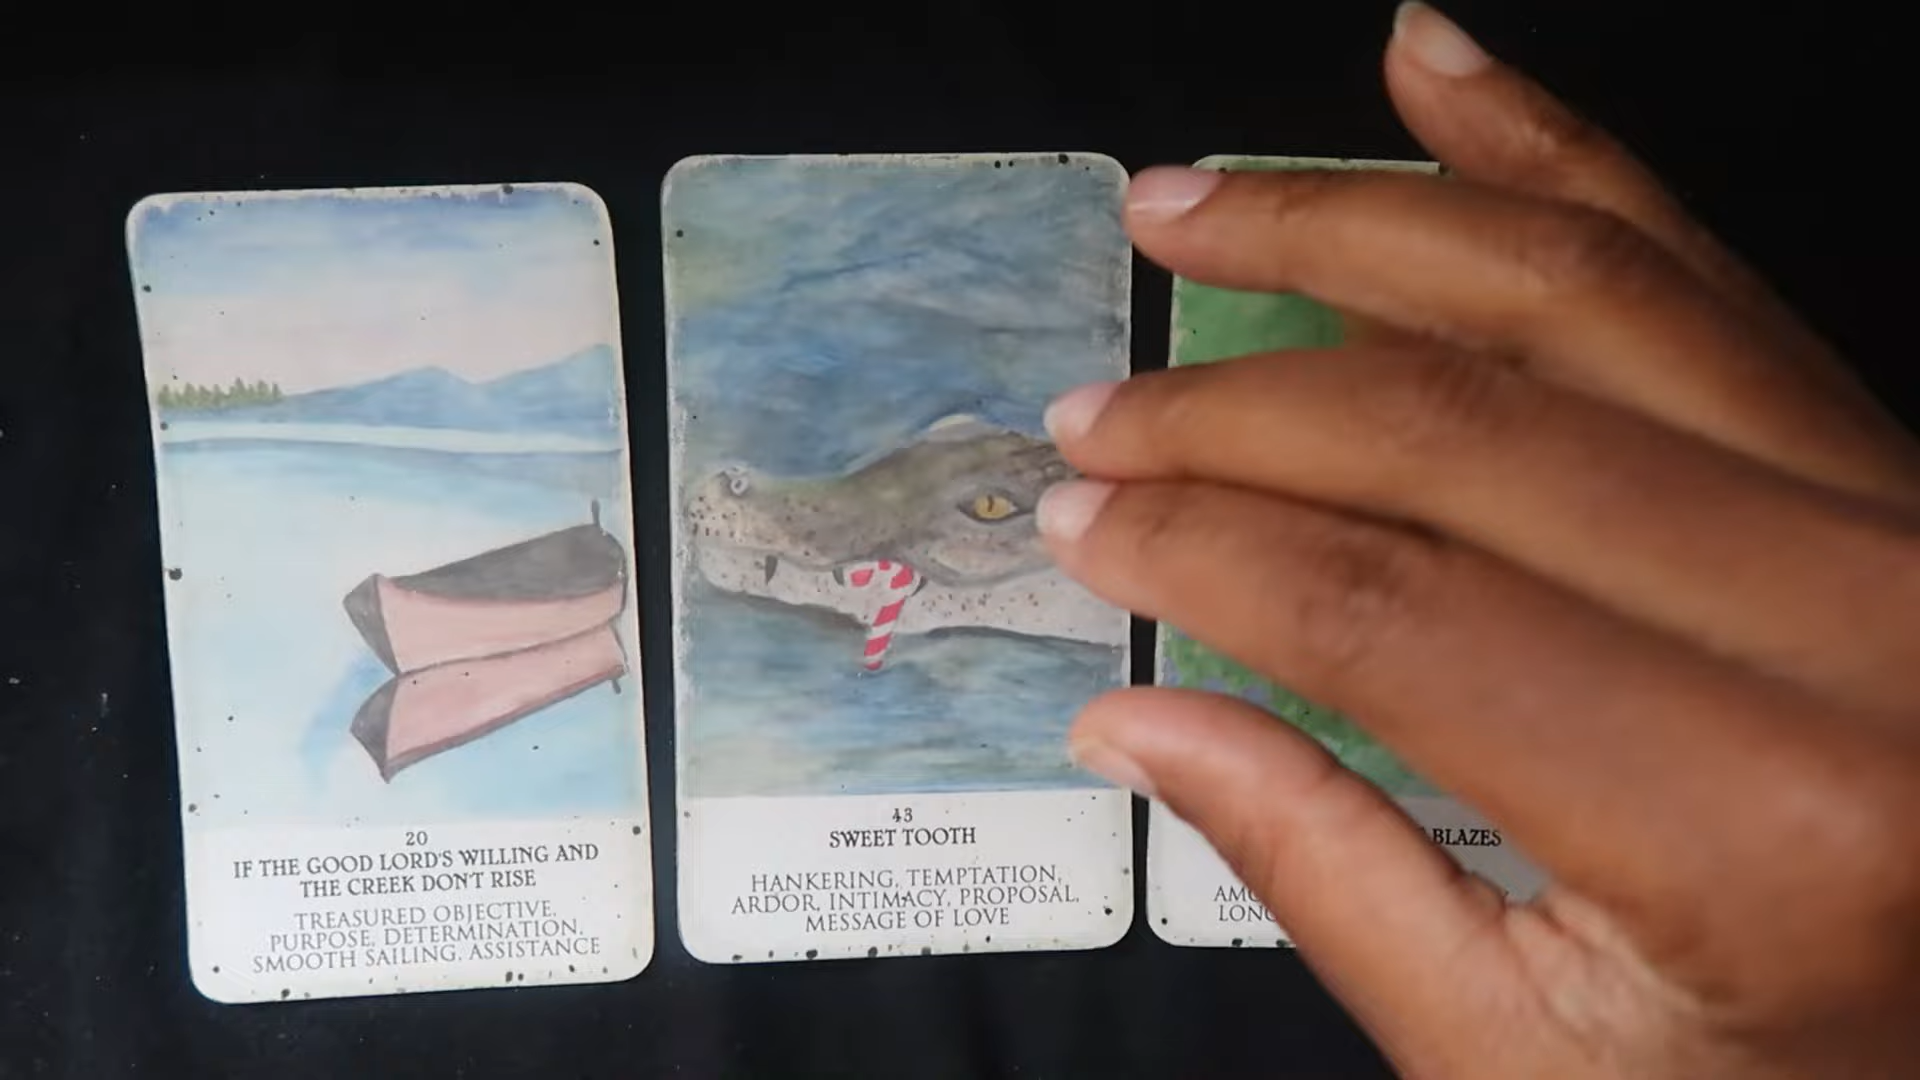 20
IF THE GOOD LORD'S WILLING AND
THE CREEK DON'T RISE
TREASURED OBJECTIVE,
PURPOSE, DETERMINATION,
SMOOTH SAILING, ASSISTANCE
43
SWEET TOOTH
HANKERING, TEMPTATION,
ARDOR, INTIMACY, PROPOSAL,
MESSAGE OF LOVE
BLAZES